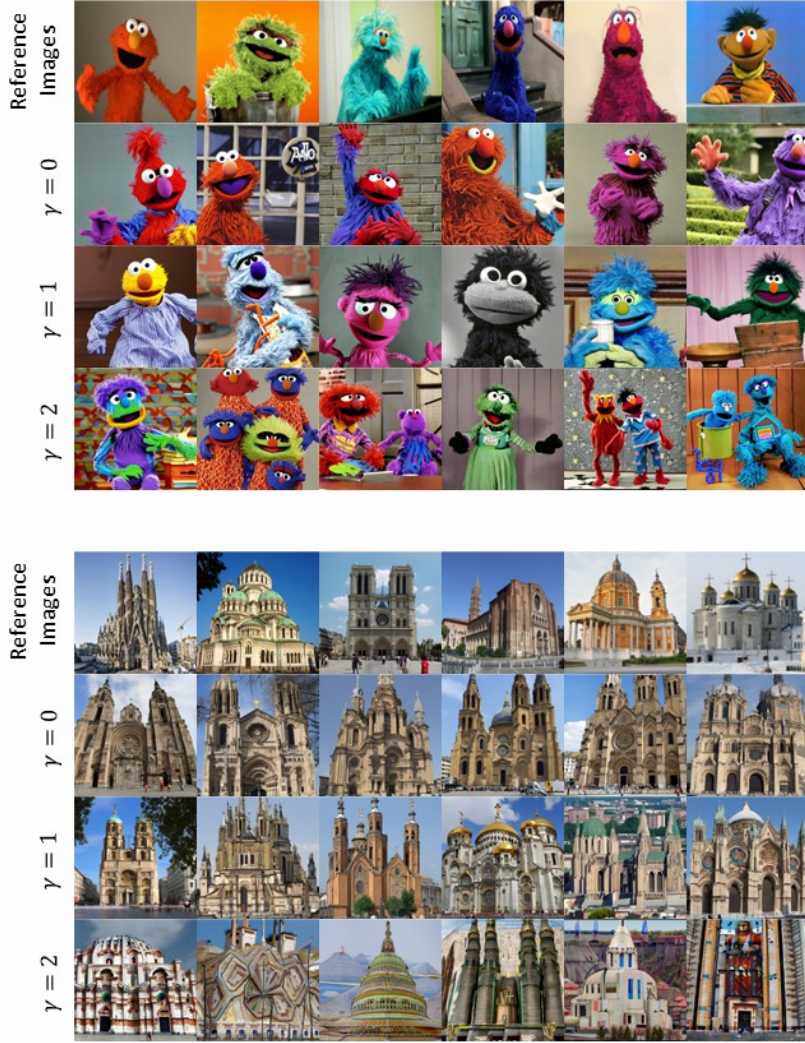 Reference
Images
γ = 0
γ = 1
γ = 2
Reference
Images
γ = 0
γ = 1
γ = 2